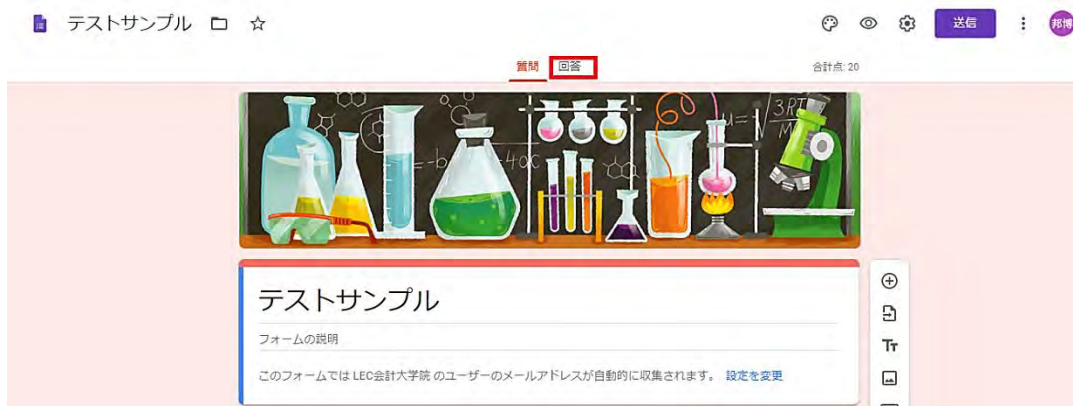 テストサンプル
送信
邦博
質問 回答
合計点: 20
テストサンプル
フォームの説明
このフォームでは LEC会計大学院 のユーザーのメールアドレスが自動的に収集されます。 設定を変更
Tт